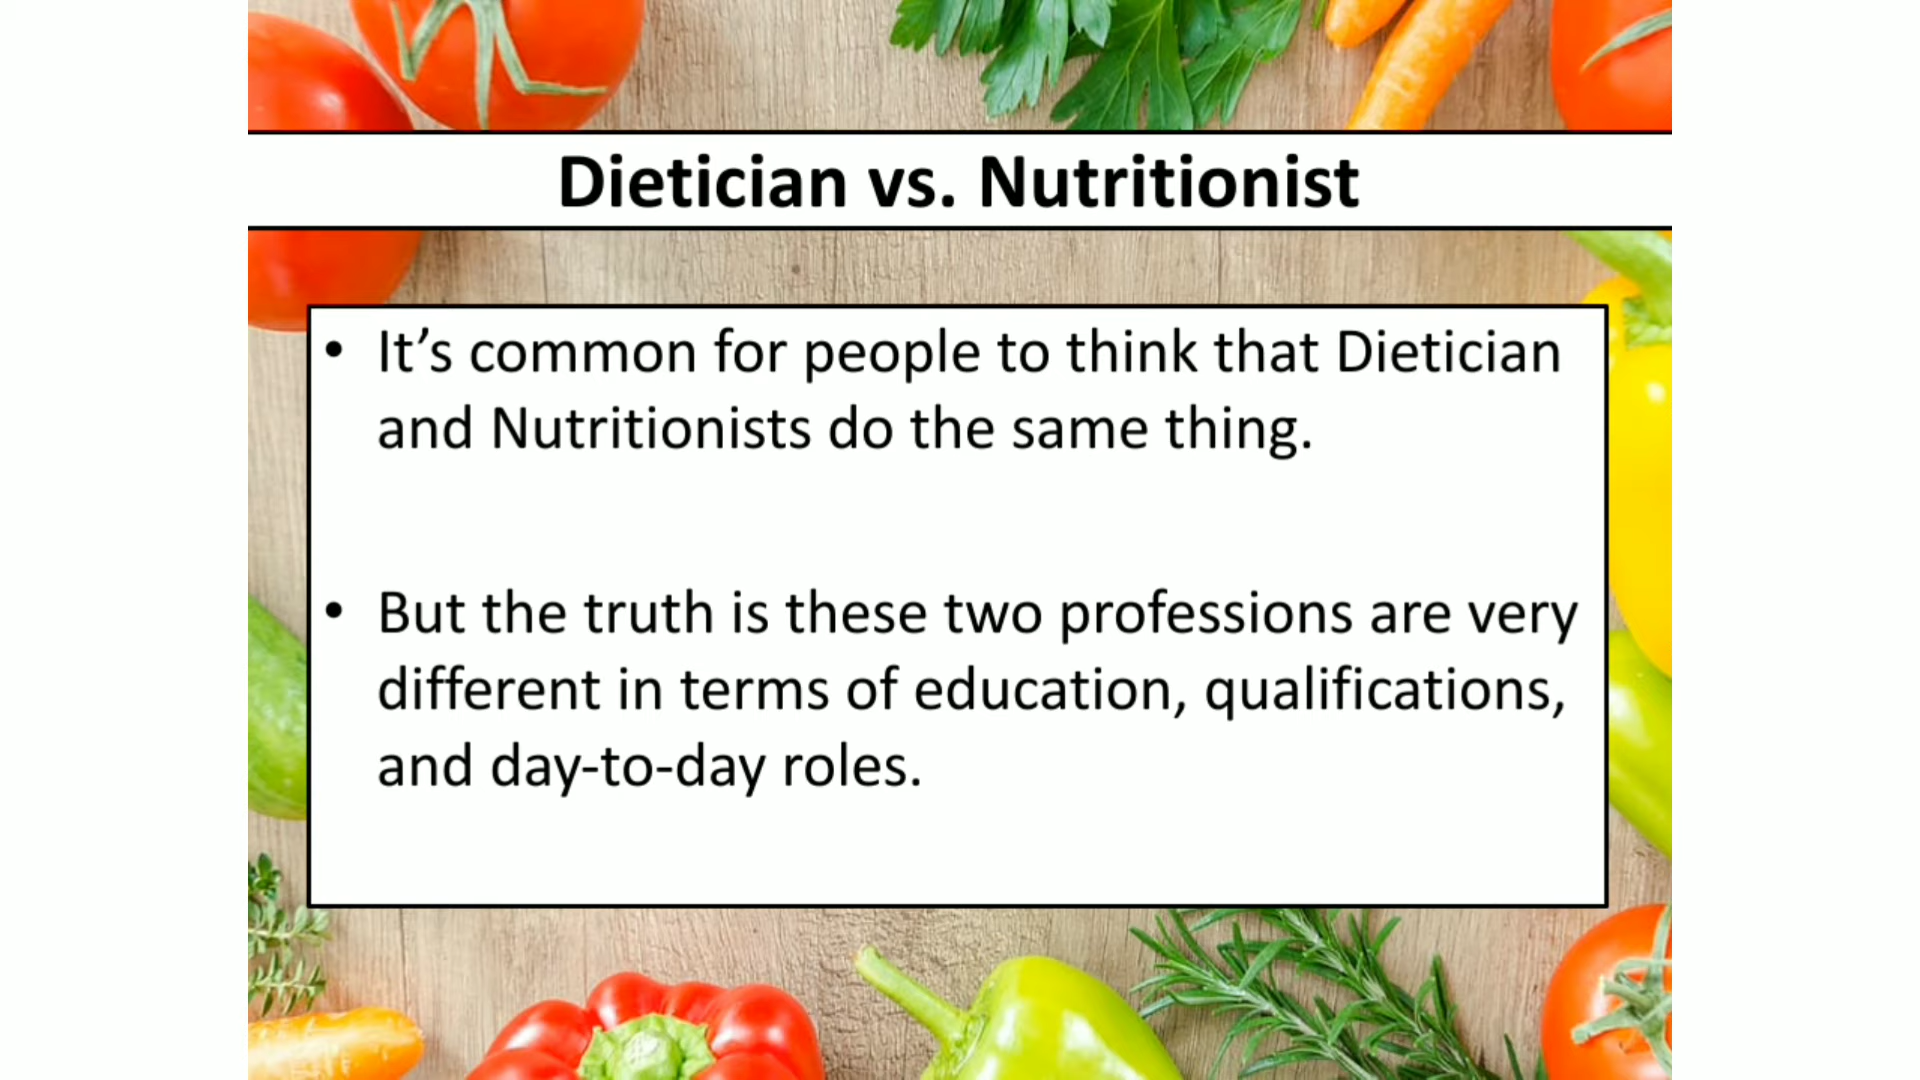 Dietician vs. Nutritionist
• It’s common for people to think that Dietician
and Nutritionists do the same thing.
• But the truth is these two professions are very
different in terms of education, qualifications,
and day-to-day roles.